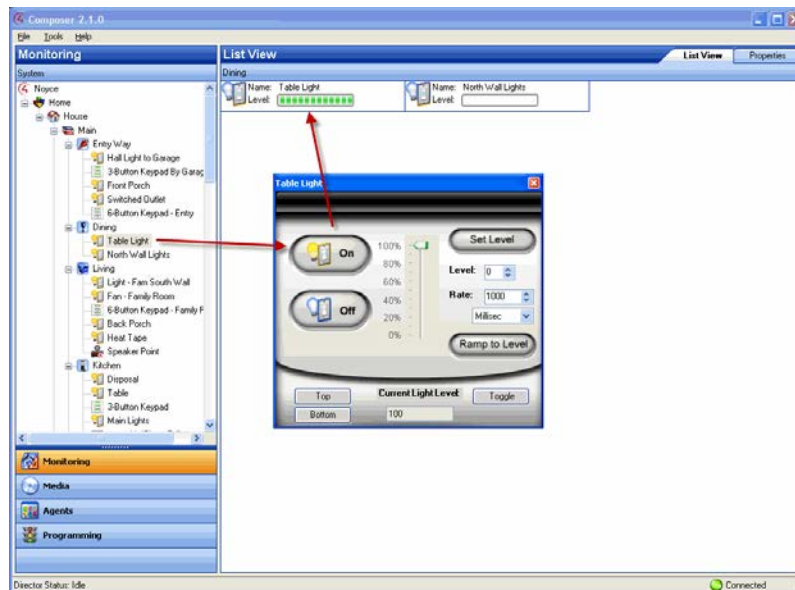 Composer 2.1.0
File Tools Help
Monitoring
System
Noyce
Home
House
Main
Entry Way
Hall Light to Garage
3-Button Keypad By Garag
Front Porch
Switched Outlet
6-Button Keypad - Entry
Dining
Table Light
North Wall Lights
Living
Light - Fam South Wall
Fan - Family Room
6-Button Keypad - Family F
Back Porch
Heat Tape
Speaker Point
Kitchen
Disposal
Table
3-Button Keypad
Main Lights
Monitoring
Media
Agents
Programming
List View
List View Properties
Dining
Name: Table Light
Level:
Name: North Wall Lights
Level:
Table Light
On
Off
100%
80%
60%
40%
20%
0%
Set Level
Level: 0
Rate: 1000
Millisec
Ramp to Level
Top
Bottom
Current Light Level
100
Toggle
Director Status: Idle
Connected